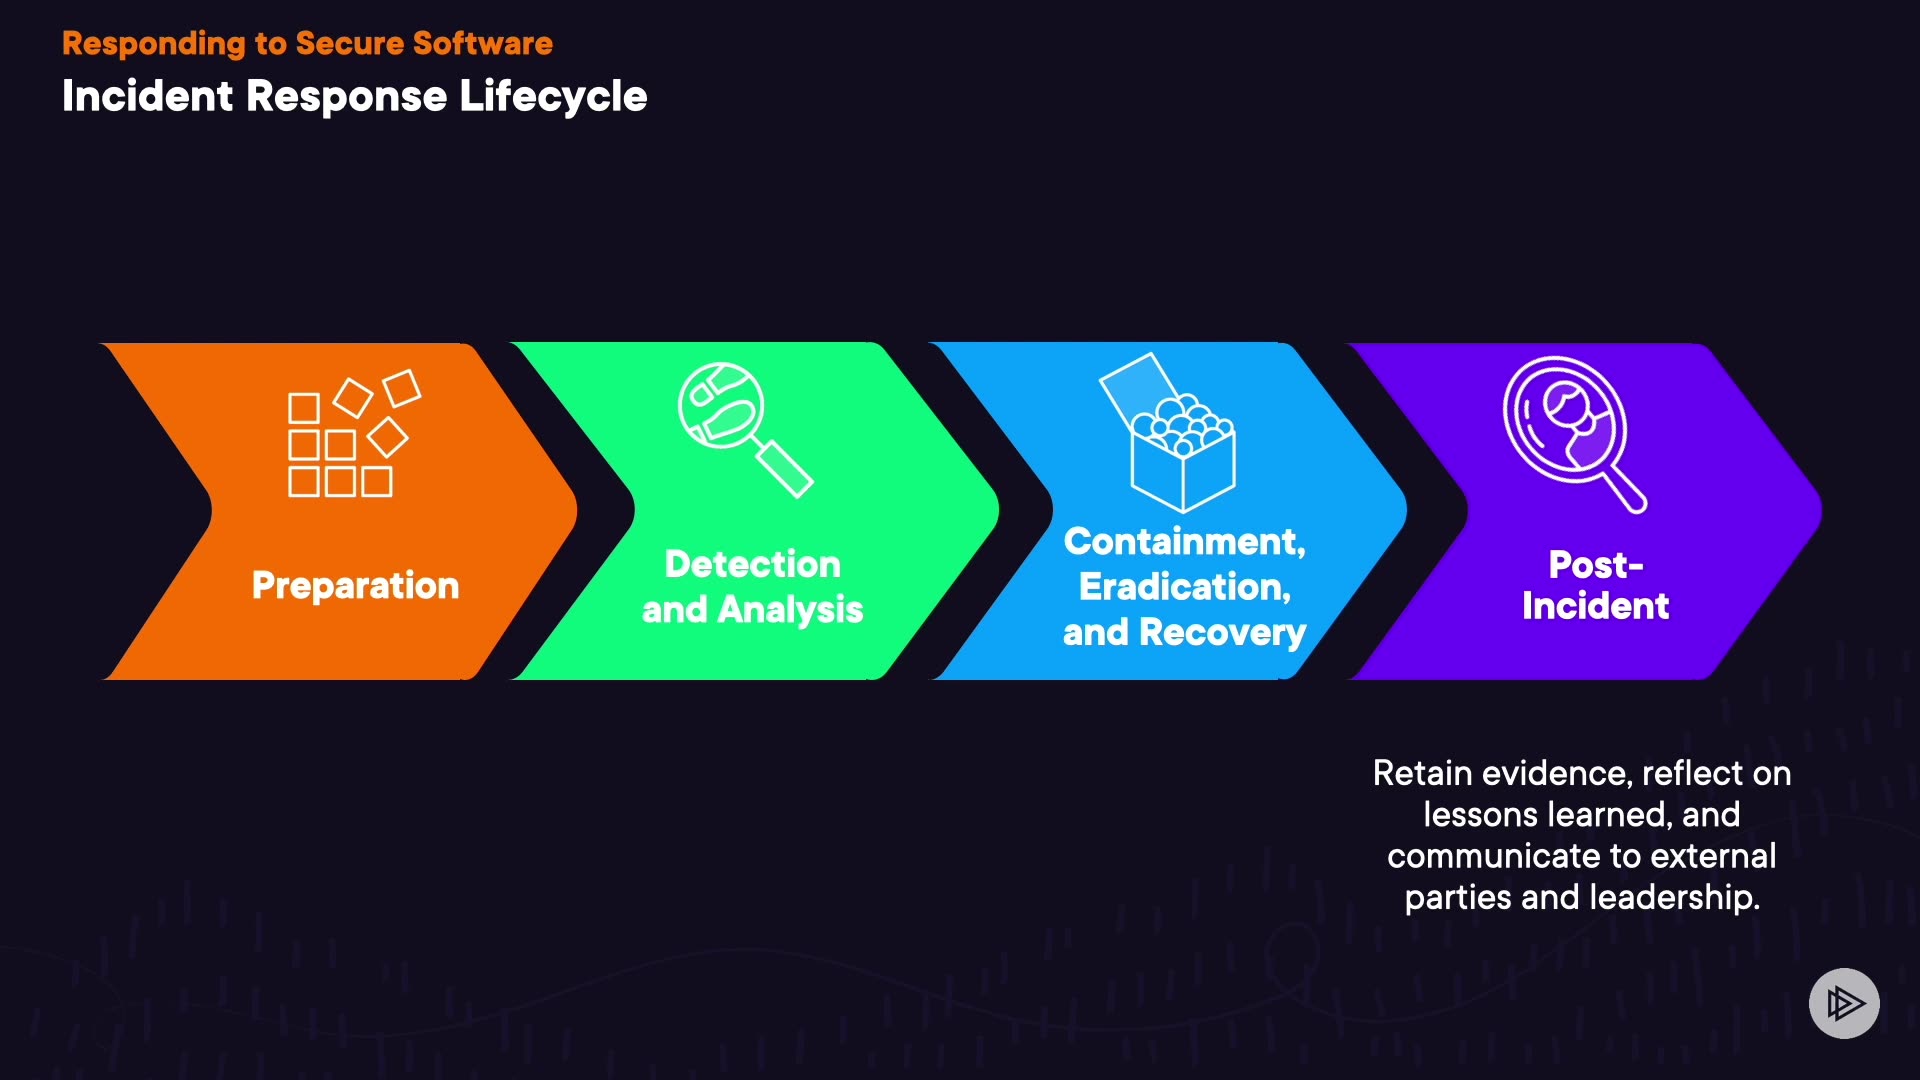 Responding to Secure Software
Incident Response Lifecycle
Preparation
Detection
and Analysis
Containment,
Eradication,
and Recovery
Post-
Incident
Retain evidence, reflect on
lessons learned, and
communicate to external
parties and leadership.